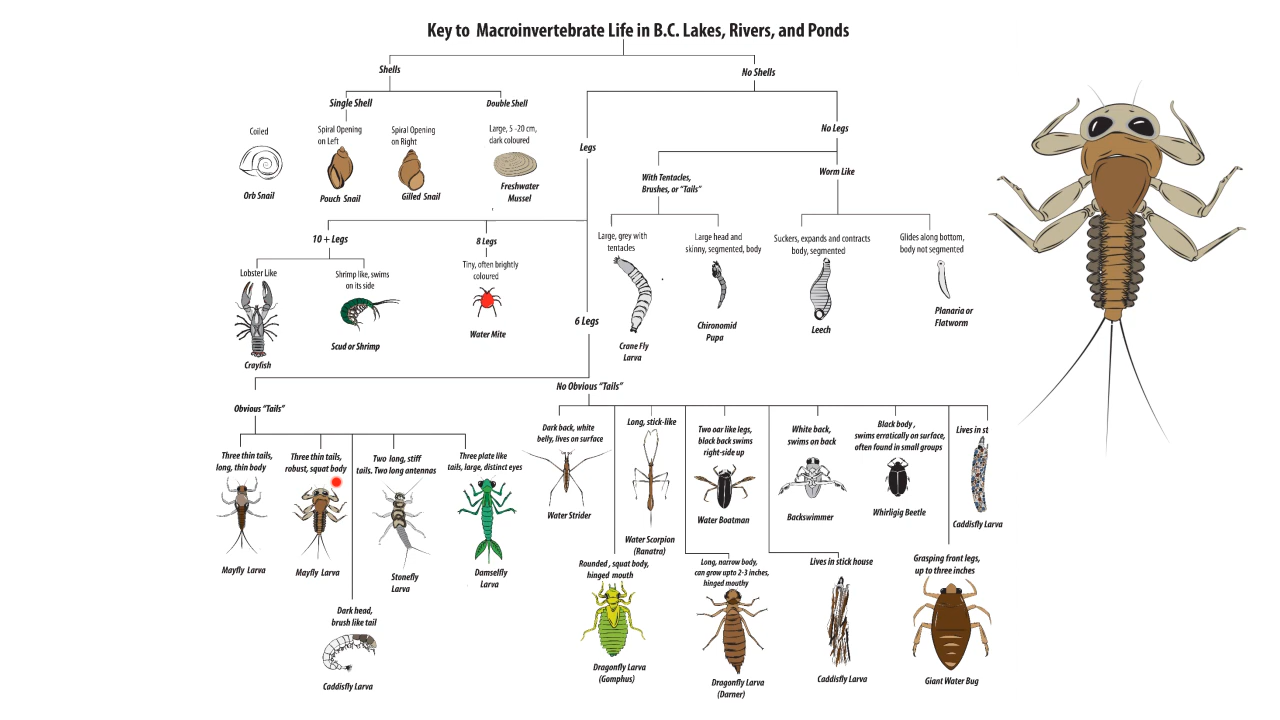 Key to Macroinvertebrate Life in B.C. Lakes, Rivers, and Ponds
Shells
No Shells
Single Shell
Double Shell
Coiled
Orb Snail
Spiral Opening
on Left
Pouch Snail
Spiral Opening
on Right
Gilled Snail
Large, 5 -20 cm,
dark coloured
Freshwater
Mussel
Legs
No Legs
With Tentacles,
Brushes, or “Tails”
Worm Like
Large, grey with
tentacles
Crane Fly
Larva
Large head and
skinny, segmented, body
Chironomid
Pupa
Suckers, expands and contracts
body, segmented
Leech
Glides along bottom,
body not segmented
Planaria or
Flatworm
10 + Legs
8 Legs
6 Legs
Lobster Like
Crayfish
Shrimp like, swims
on its side
Scud or Shrimp
Tiny, often brightly
coloured
Water Mite
Obvious “Tails”
No Obvious “Tails”
Three thin tails,
long, thin body
Mayfly Larva
Three thin tails,
robust, squat body
Mayfly Larva
Dark head,
brush like tail
Caddisfly Larva
Two long, stiff
tails. Two long antennas
Stonefly
Larva
Three plate like
tails, large, distinct eyes
Damselfly
Larva
Dark back, white
belly, lives on surface
Water Strider
Rounded , squat body,
hinged mouth
Dragonfly Larva
(Gomphus)
Long, stick-like
Water Scorpion
(Ranatra)
Two oar like legs,
black back swims
right-side up
Water Boatman
Long, narrow body,
can grow upto 2-3 inches,
hinged mouthy
Dragonfly Larva
(Darner)
White back,
swims on back
Backswimmer
Lives in stick house
Caddisfly Larva
Black body ,
swims erratically on surface,
often found in small groups
Whirligig Beetle
Grasping front legs,
up to three inches
Giant Water Bug
Lives in st
Caddisfly Larva